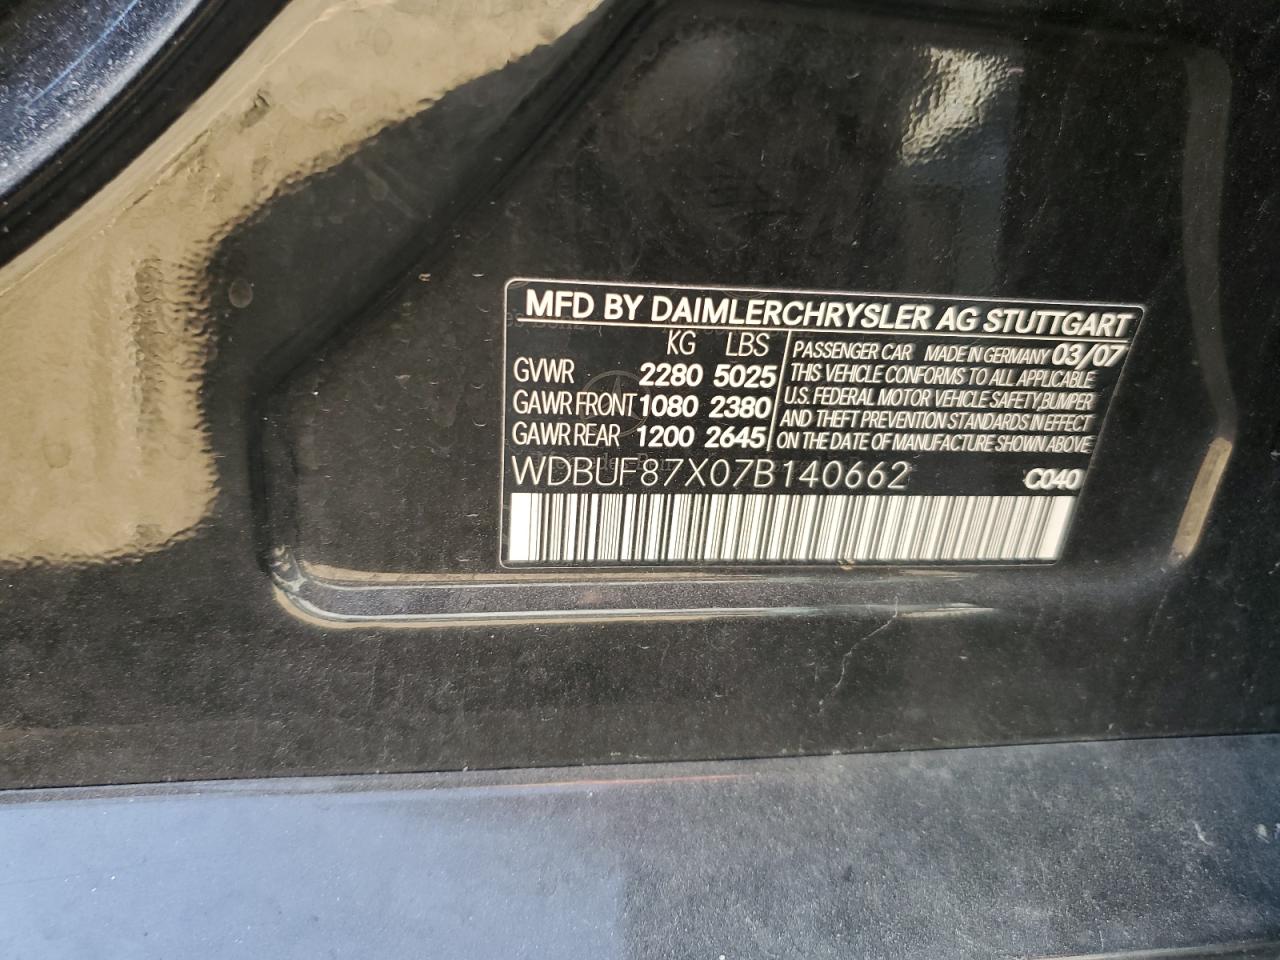 MFD BY DAIMLERCHRYSLER AG STUTTGART
KG LBS
GVWR 2280 5025
GAWR FRONT 1080 2380
GAWR REAR 1200 2645
PASSENGER CAR MADE IN GERMANY 03/07
THIS VEHICLE CONFORMS TO ALL APPLICABLE
U.S. FEDERAL MOTOR VEHICLE SAFETY,BUMPER
AND THEFT PREVENTION STANDARDS IN EFFECT
ON THE DATE OF MANUFACTURE SHOWN ABOVE
WDBUF87X07B140662 C040